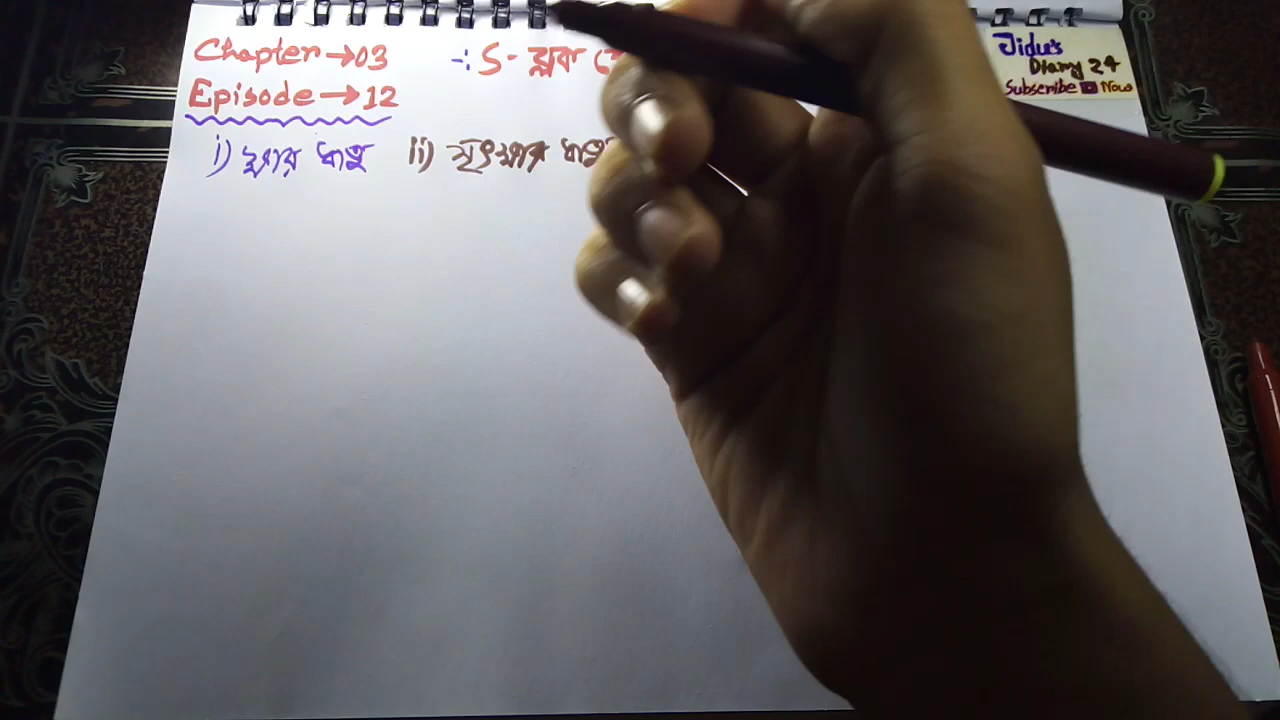 Chapter → 03
-: S- ব্লক
Episode → 12
i) ক্ষার ধাতু ii) মৃৎক্ষার ধাতু
Jidu's
Diary 24
Subscribe Now